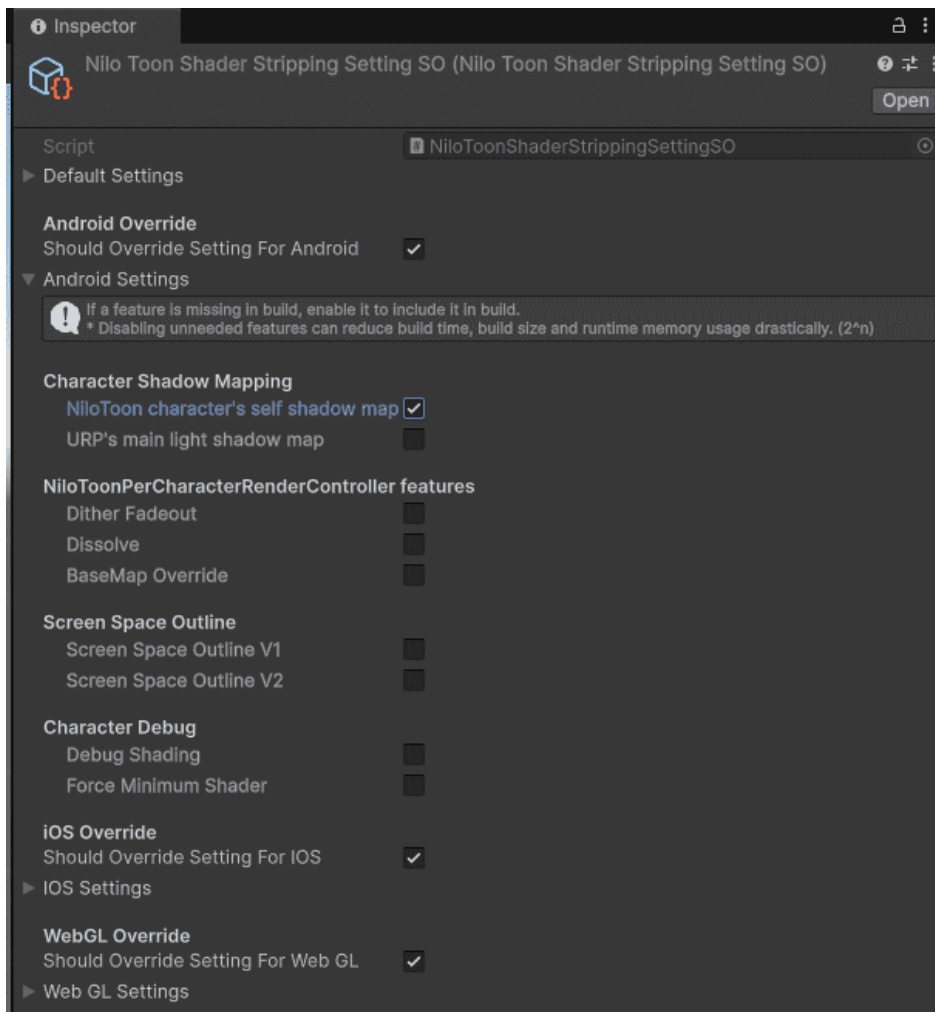 Inspector
Nilo Toon Shader Stripping Setting SO (Nilo Toon Shader Stripping Setting SO)
Open
Script NiloToonShaderStrippingSettingSO
Default Settings
Android Override
Should Override Setting For Android
Android Settings
If a feature is missing in build, enable it to include it in build.
* Disabling unneeded features can reduce build time, build size and runtime memory usage drastically. (2^n)
Character Shadow Mapping
NiloToon character's self shadow map
URP's main light shadow map
NiloToonPerCharacterRenderController features
Dither Fadeout
Dissolve
BaseMap Override
Screen Space Outline
Screen Space Outline V1
Screen Space Outline V2
Character Debug
Debug Shading
Force Minimum Shader
iOS Override
Should Override Setting For IOS
IOS Settings
WebGL Override
Should Override Setting For Web GL
Web GL Settings